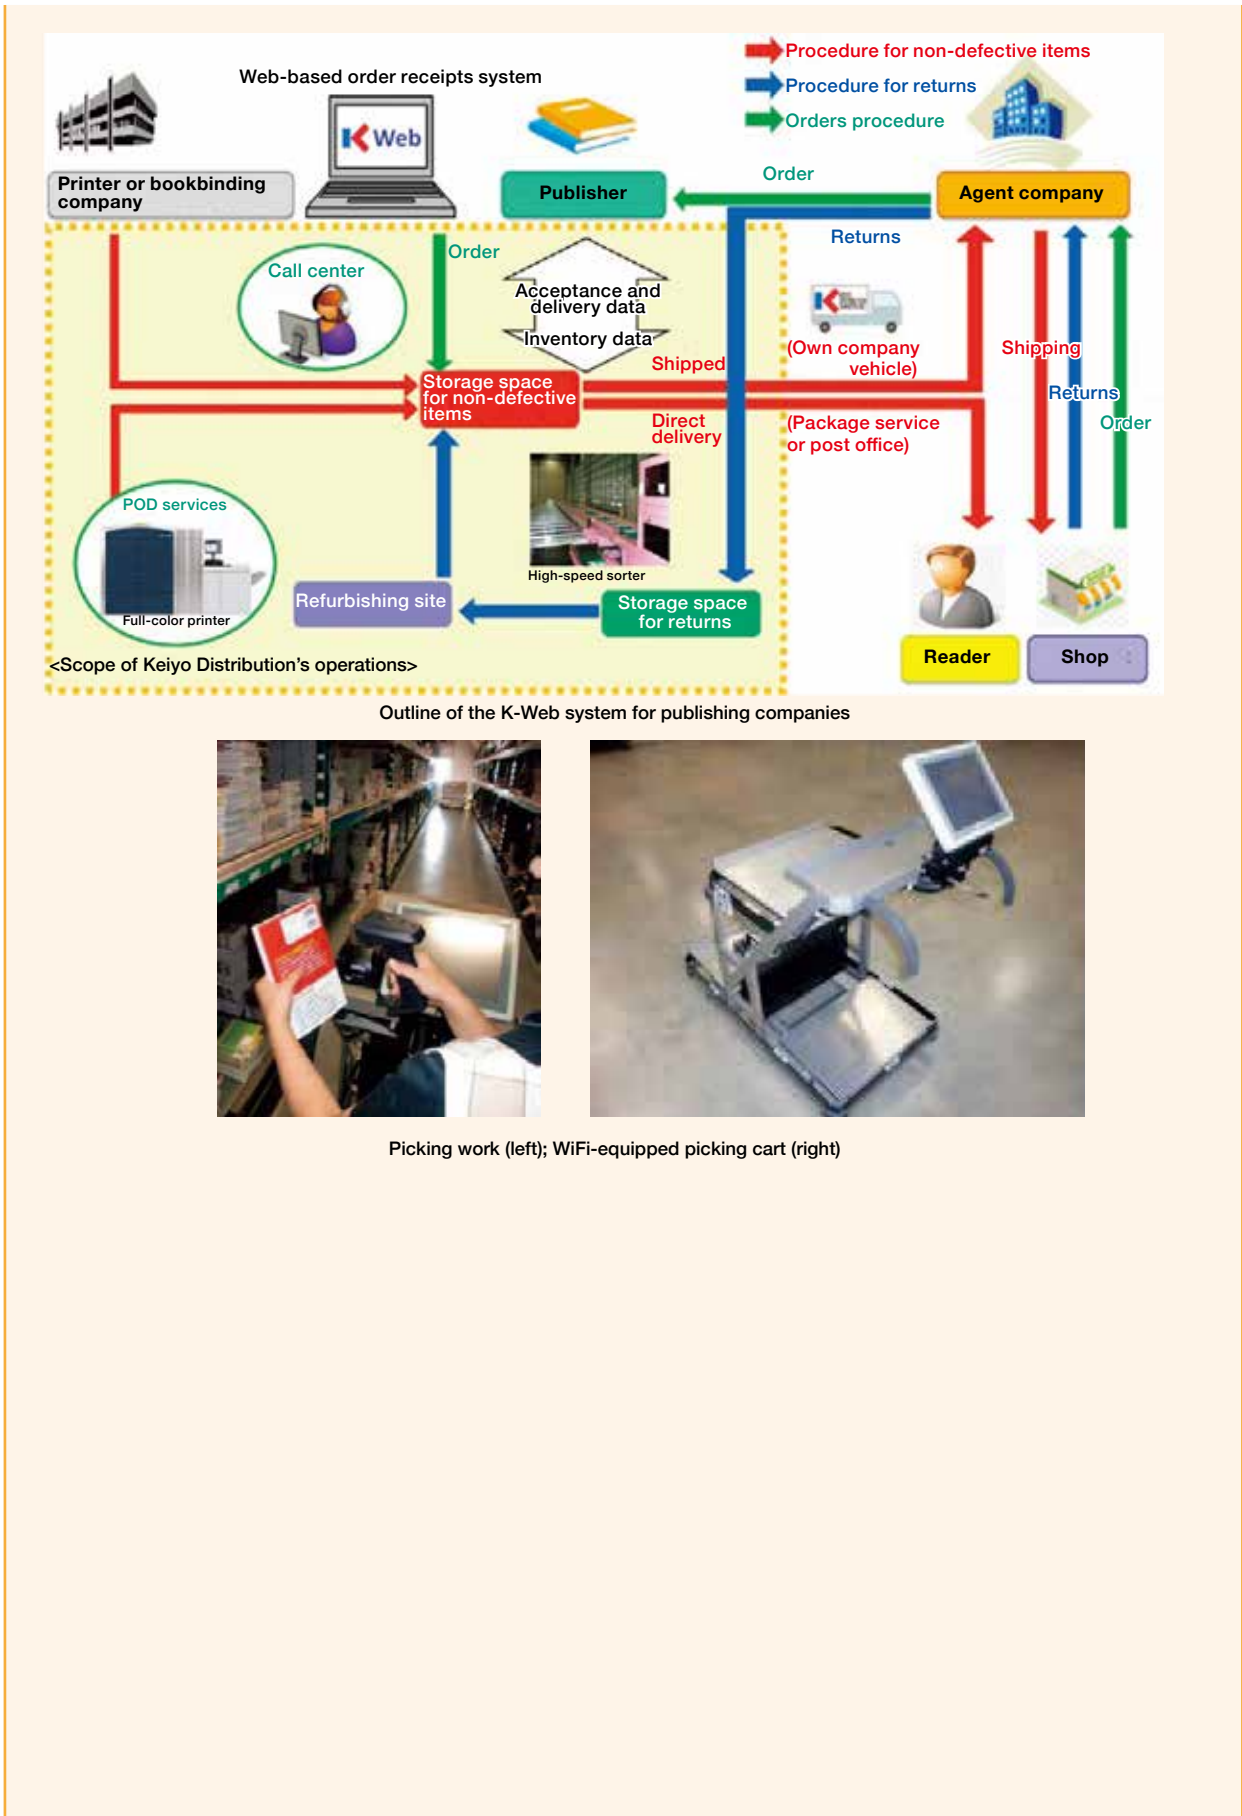 Procedure for non-defective items
Procedure for returns
Orders procedure
Web-based order receipts system
K Web
Printer or bookbinding
company
Publisher
Order
Agent company
Returns
Call center
Order
Acceptance and
delivery data
Inventory data
Shipped
(Own company
vehicle)
Shipping
Returns
Order
Storage space
for non-defective
items
Direct
delivery
(Package service
or post office)
POD services
Full-color printer
High-speed sorter
Refurbishing site
Storage space
for returns
<Scope of Keiyo Distribution's operations>
Reader
Shop
Outline of the K-Web system for publishing companies
Picking work (left); WiFi-equipped picking cart (right)